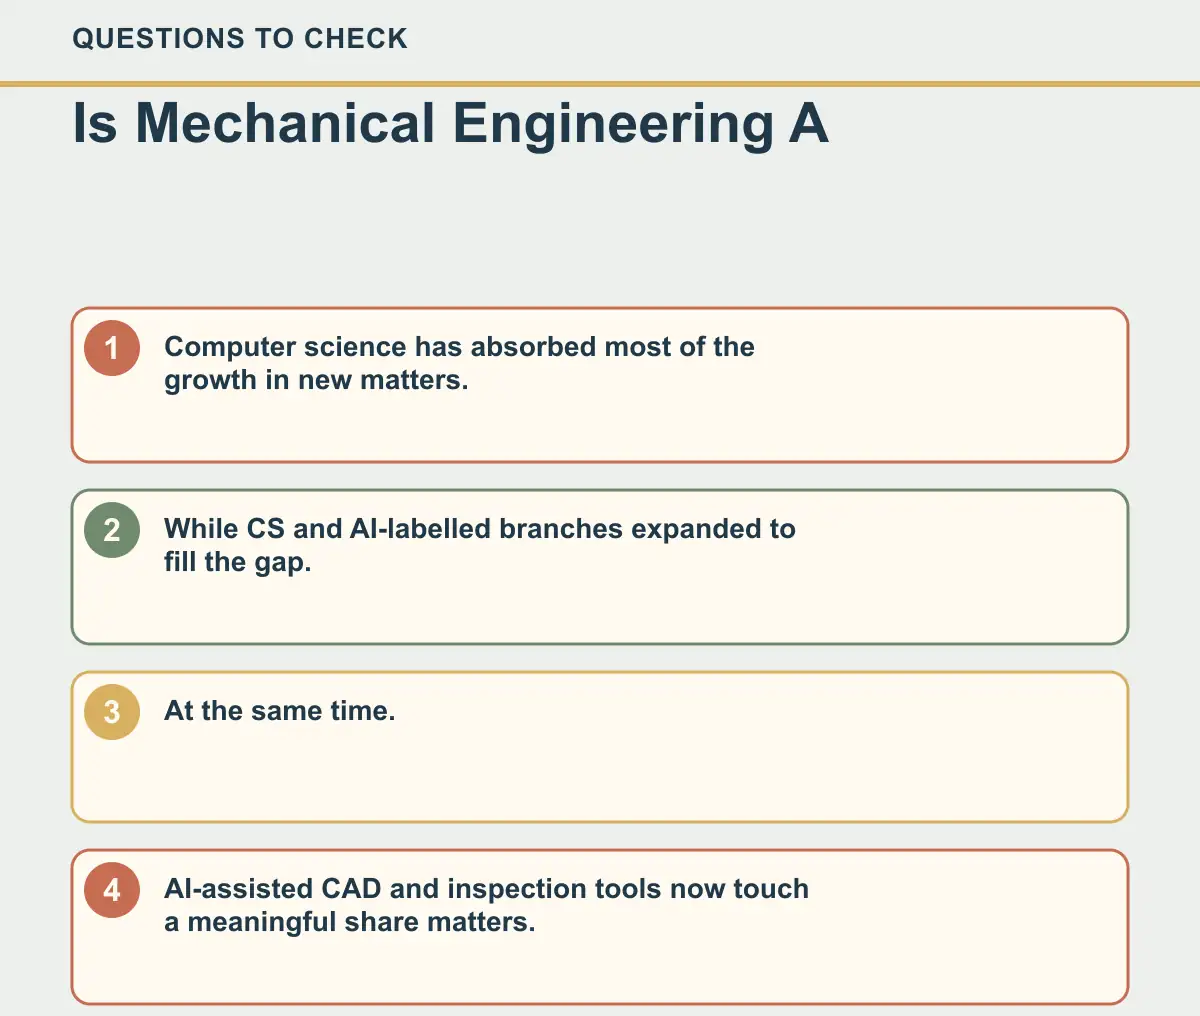 QUESTIONS TO CHECK
Is Mechanical Engineering A
1
Computer science has absorbed most of the
growth in new matters.
2
While CS and AI-labelled branches expanded to
fill the gap.
3
At the same time.
4
AI-assisted CAD and inspection tools now touch
a meaningful share matters.